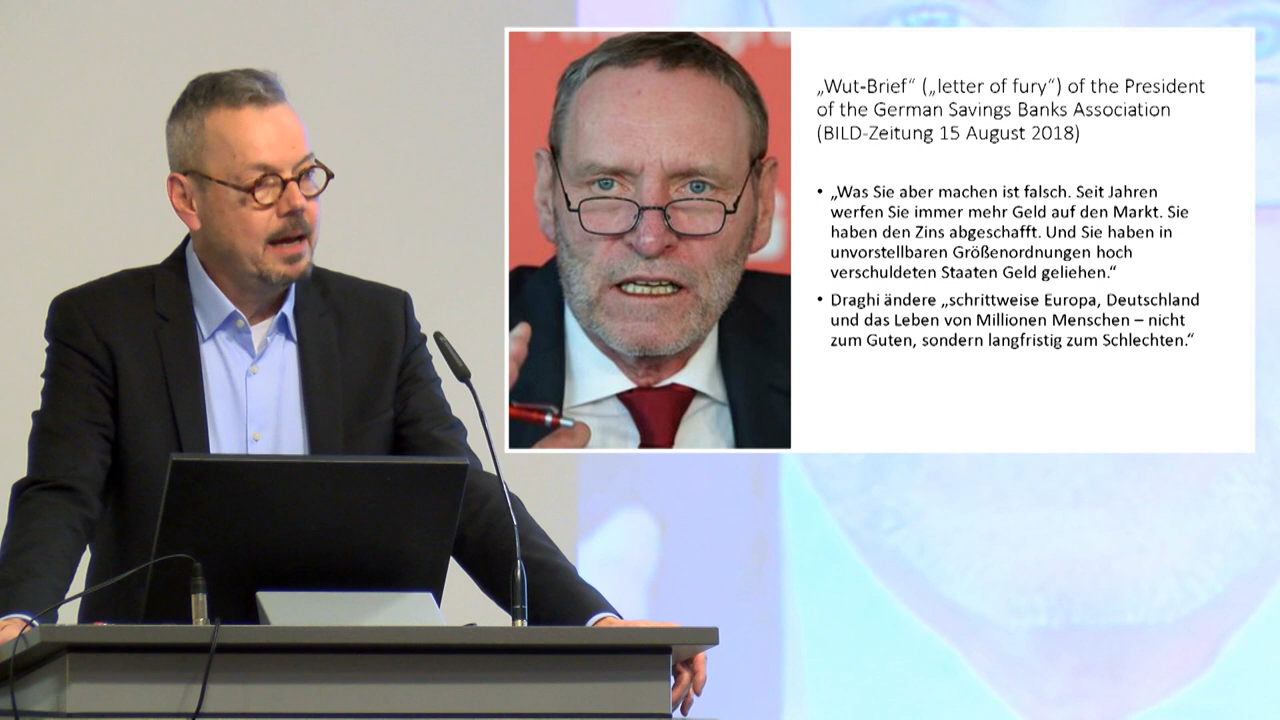 „Wut-Brief“ („letter of fury“) of the President
of the German Savings Banks Association
(BILD-Zeitung 15 August 2018)
• „Was Sie aber machen ist falsch. Seit Jahren
werfen Sie immer mehr Geld auf den Markt. Sie
haben den Zins abgeschafft. Und Sie haben in
unvorstellbaren Größenordnungen hoch
verschuldeten Staaten Geld geliehen.“
• Draghi ändere „schrittweise Europa, Deutschland
und das Leben von Millionen Menschen – nicht
zum Guten, sondern langfristig zum Schlechten.“